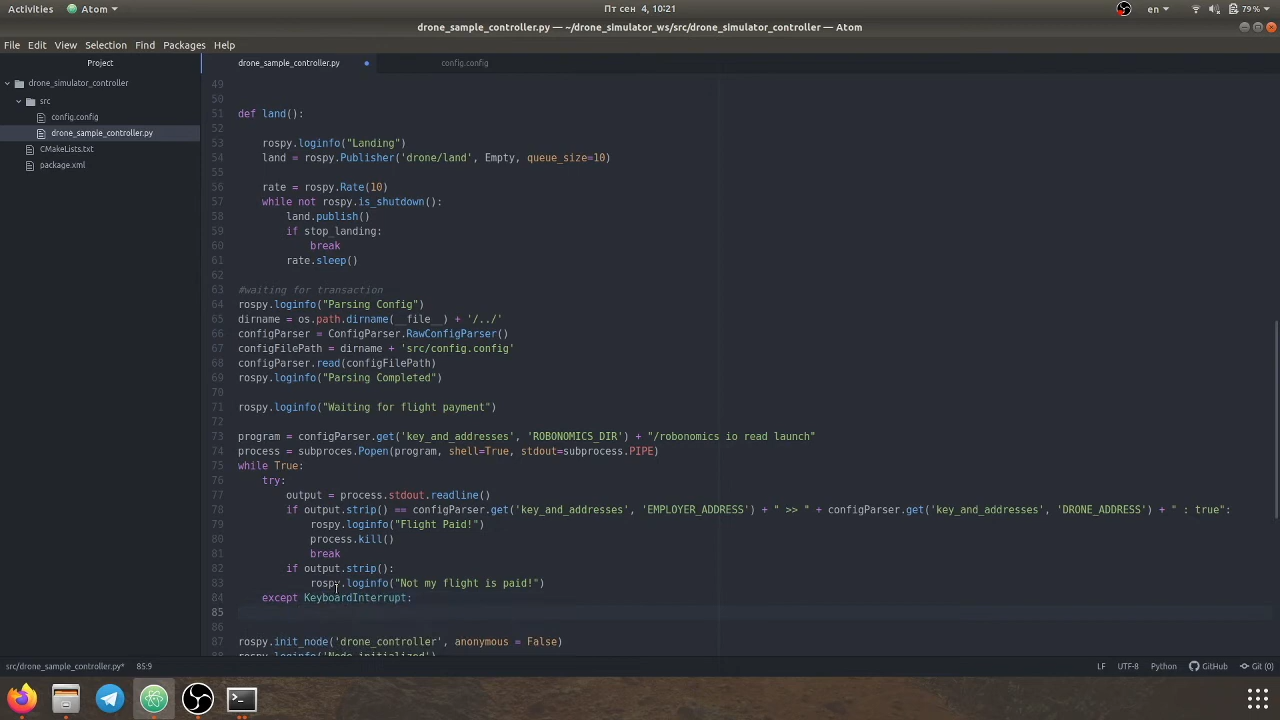 Activities
Atom
Пт сен 4, 10:21
en
79 %
drone_sample_controller.py — ~/drone_simulator_ws/src/drone_simulator_controller — Atom
File Edit View Selection Find Packages Help
Project
drone_sample_controller.py
config.config
drone_simulator_controller
src
config.config
drone_sample_controller.py
CMakeLists.txt
package.xml
49
50
51 def land():
52
53 rospy.loginfo("Landing")
54 land = rospy.Publisher('drone/land', Empty, queue_size=10)
55
56 rate = rospy.Rate(10)
57 while not rospy.is_shutdown():
58 land.publish()
59 if stop_landing:
60 break
61 rate.sleep()
62
63 #waiting for transaction
64 rospy.loginfo("Parsing Config")
65 dirname = os.path.dirname(__file__) + '/../'
66 configParser = ConfigParser.RawConfigParser()
67 configFilePath = dirname + 'src/config.config'
68 configParser.read(configFilePath)
69 rospy.loginfo("Parsing Completed")
70
71 rospy.loginfo("Waiting for flight payment")
72
73 program = configParser.get('key_and_addresses', 'ROBONOMICS_DIR') + "/robonomics io read launch"
74 process = subproces.Popen(program, shell=True, stdout=subprocess.PIPE)
75 while True:
76 try:
77 output = process.stdout.readline()
78 if output.strip() == configParser.get('key_and_addresses', 'EMPLOYER_ADDRESS') + " >> " + configParser.get('key_and_addresses', 'DRONE_ADDRESS') + " : true":
79 rospy.loginfo("Flight Paid!")
80 process.kill()
81 break
82 if output.strip():
83 rospy.loginfo("Not my flight is paid!")
84 except KeyboardInterrupt:
85
86
87 rospy.init_node('drone_controller', anonymous = False)
88 rospy.loginfo('Node initialized')
src/drone_sample_controller.py* 85:9
LF UTF-8 Python GitHub Git (0)